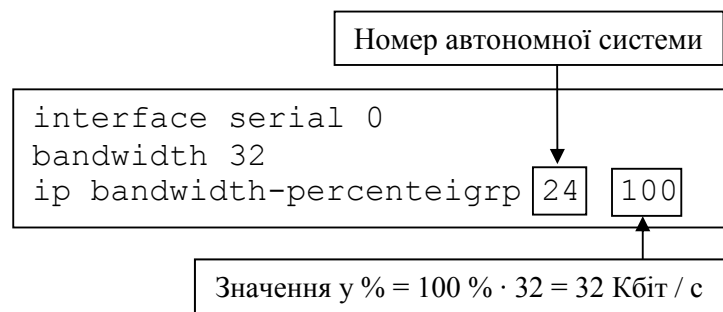 Номер автономної системи
interface serial 0
bandwidth 32
ip bandwidth-percenteigrp 24 100
Значення у % = 100 % · 32 = 32 Кбіт / с